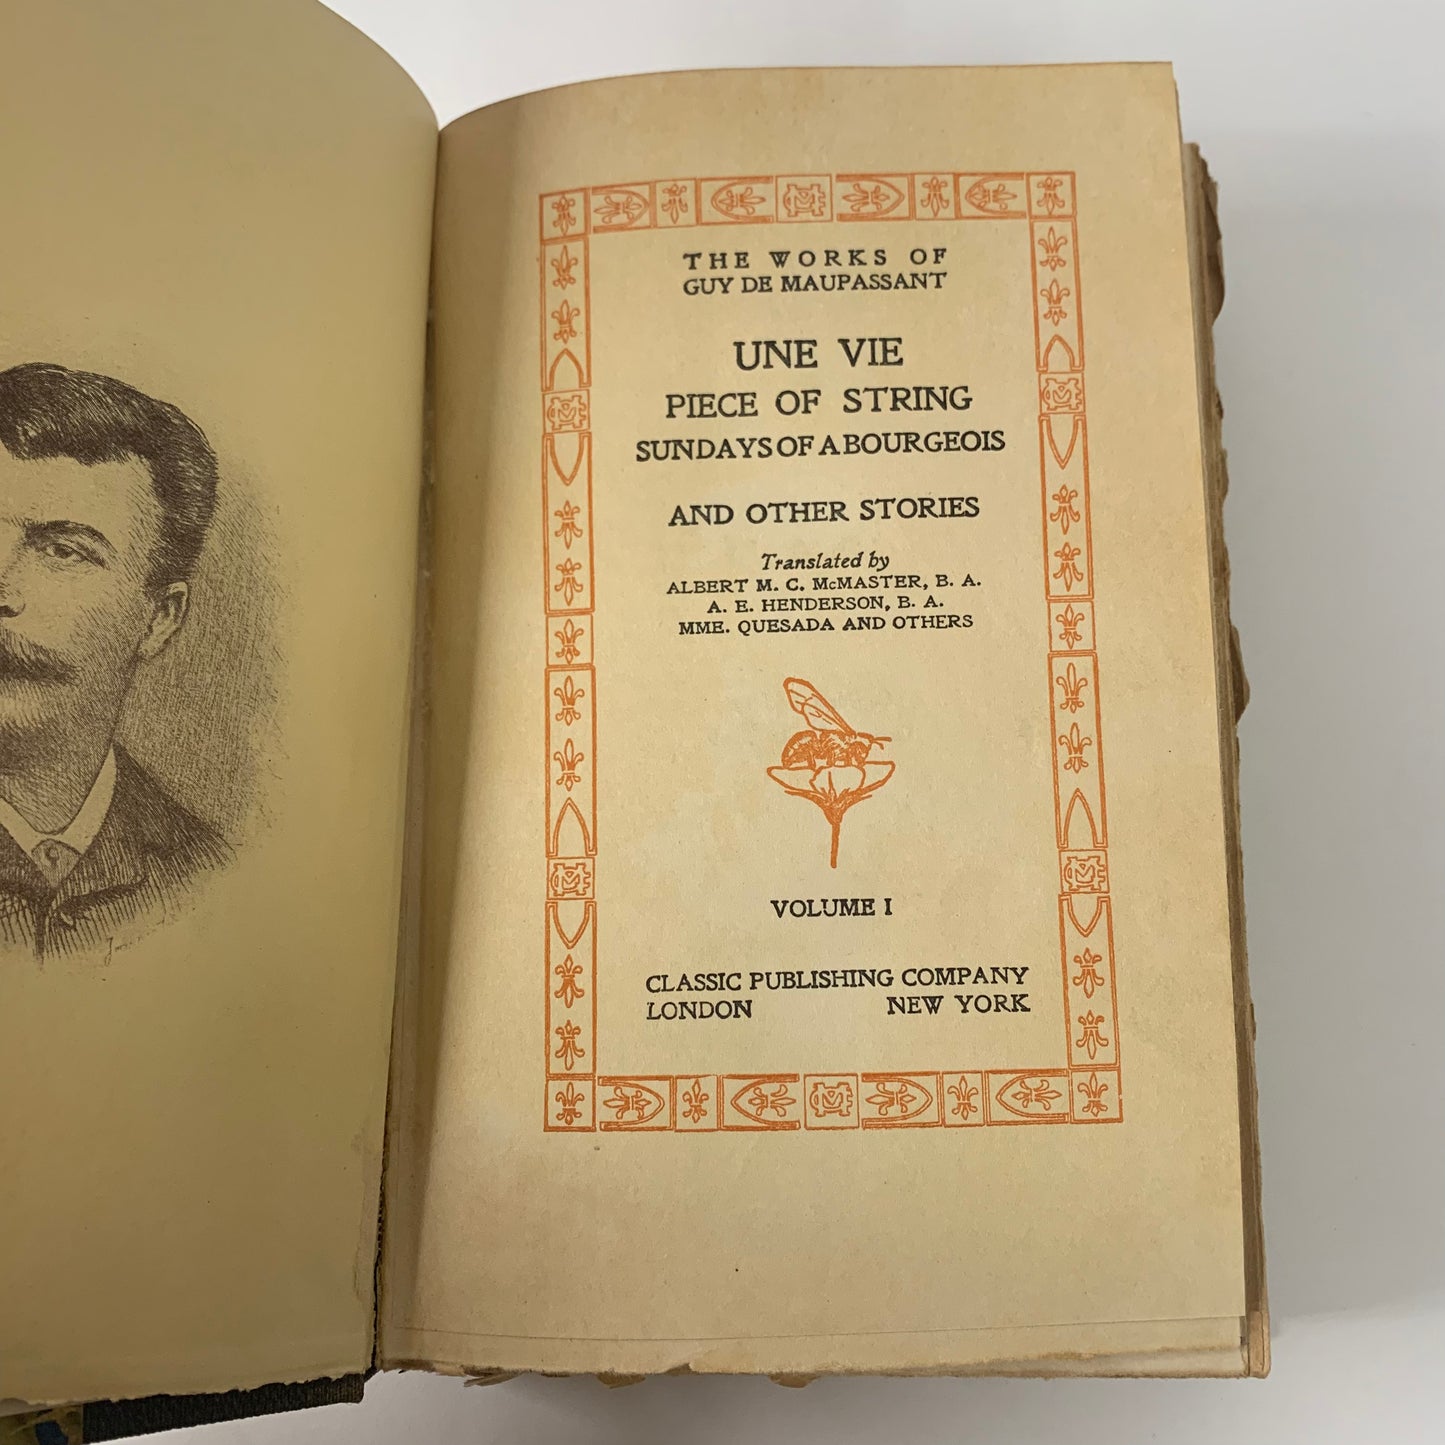 THE WORKS OF
GUY DE MAUPASSANT
UNE VIE
PIECE OF STRING
SUNDAYS OF A BOURGEOIS
AND OTHER STORIES
Translated by
ALBERT M. C. McMASTER, B. A.
A. E. HENDERSON, B. A.
MME. QUESADA AND OTHERS
VOLUME I
CLASSIC PUBLISHING COMPANY
LONDON NEW YORK